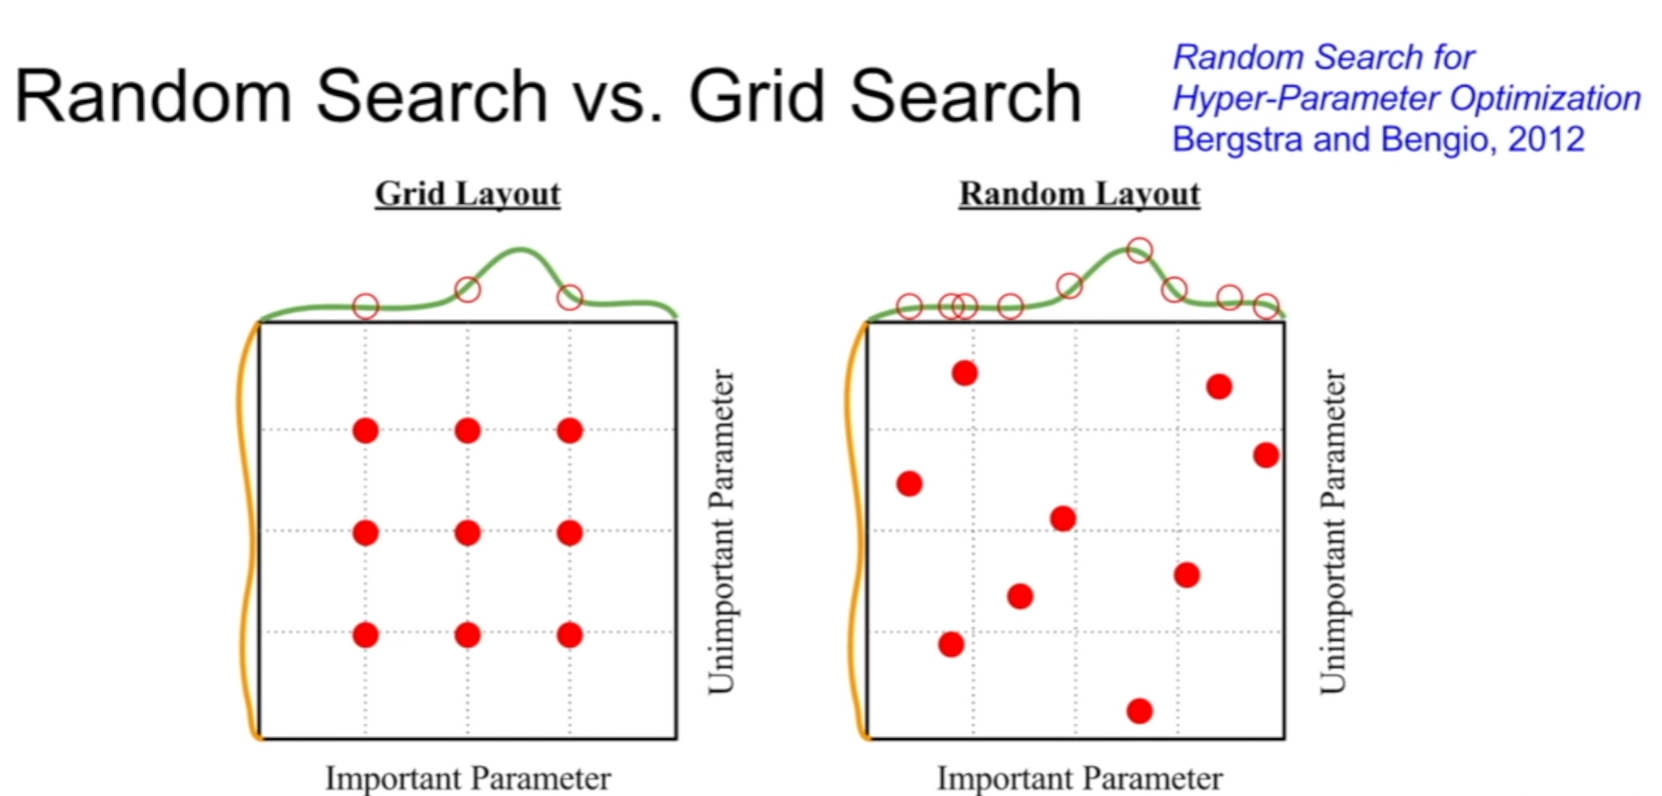 Random Search vs. Grid Search
Random Search for
Hyper-Parameter Optimization
Bergstra and Bengio, 2012
Grid Layout
Unimportant Parameter
Important Parameter
Random Layout
Unimportant Parameter
Important Parameter